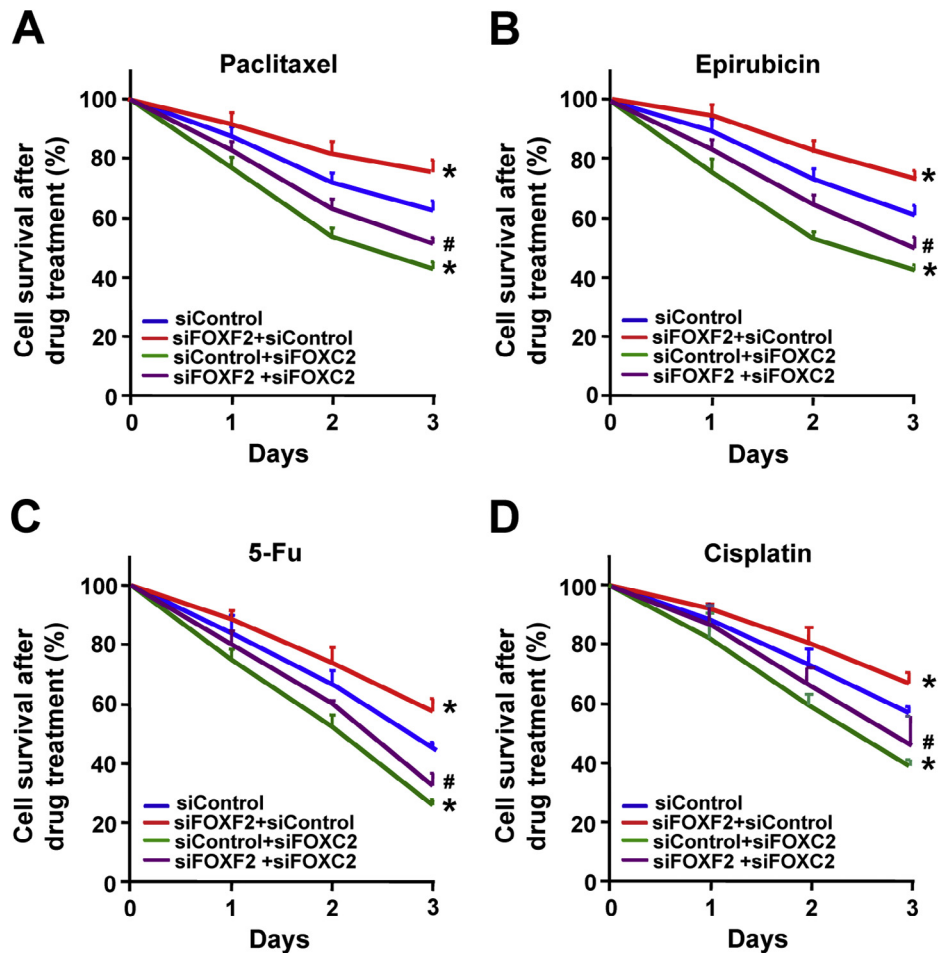 A
Paclitaxel
Cell survival after
drug treatment (%)
100
80
60
40
20
0
*
#
*
siControl
siFOXF2+siControl
siControl+siFOXC2
siFOXF2 +siFOXC2
0 1 2 3
Days
B
Epirubicin
Cell survival after
drug treatment (%)
100
80
60
40
20
0
*
#
*
siControl
siFOXF2+siControl
siControl+siFOXC2
siFOXF2 +siFOXC2
0 1 2 3
Days
C
5-Fu
Cell survival after
drug treatment (%)
100
80
60
40
20
0
*
#
*
siControl
siFOXF2+siControl
siControl+siFOXC2
siFOXF2 +siFOXC2
0 1 2 3
Days
D
Cisplatin
Cell survival after
drug treatment (%)
100
80
60
40
20
0
*
#
*
siControl
siFOXF2+siControl
siControl+siFOXC2
siFOXF2 +siFOXC2
0 1 2 3
Days